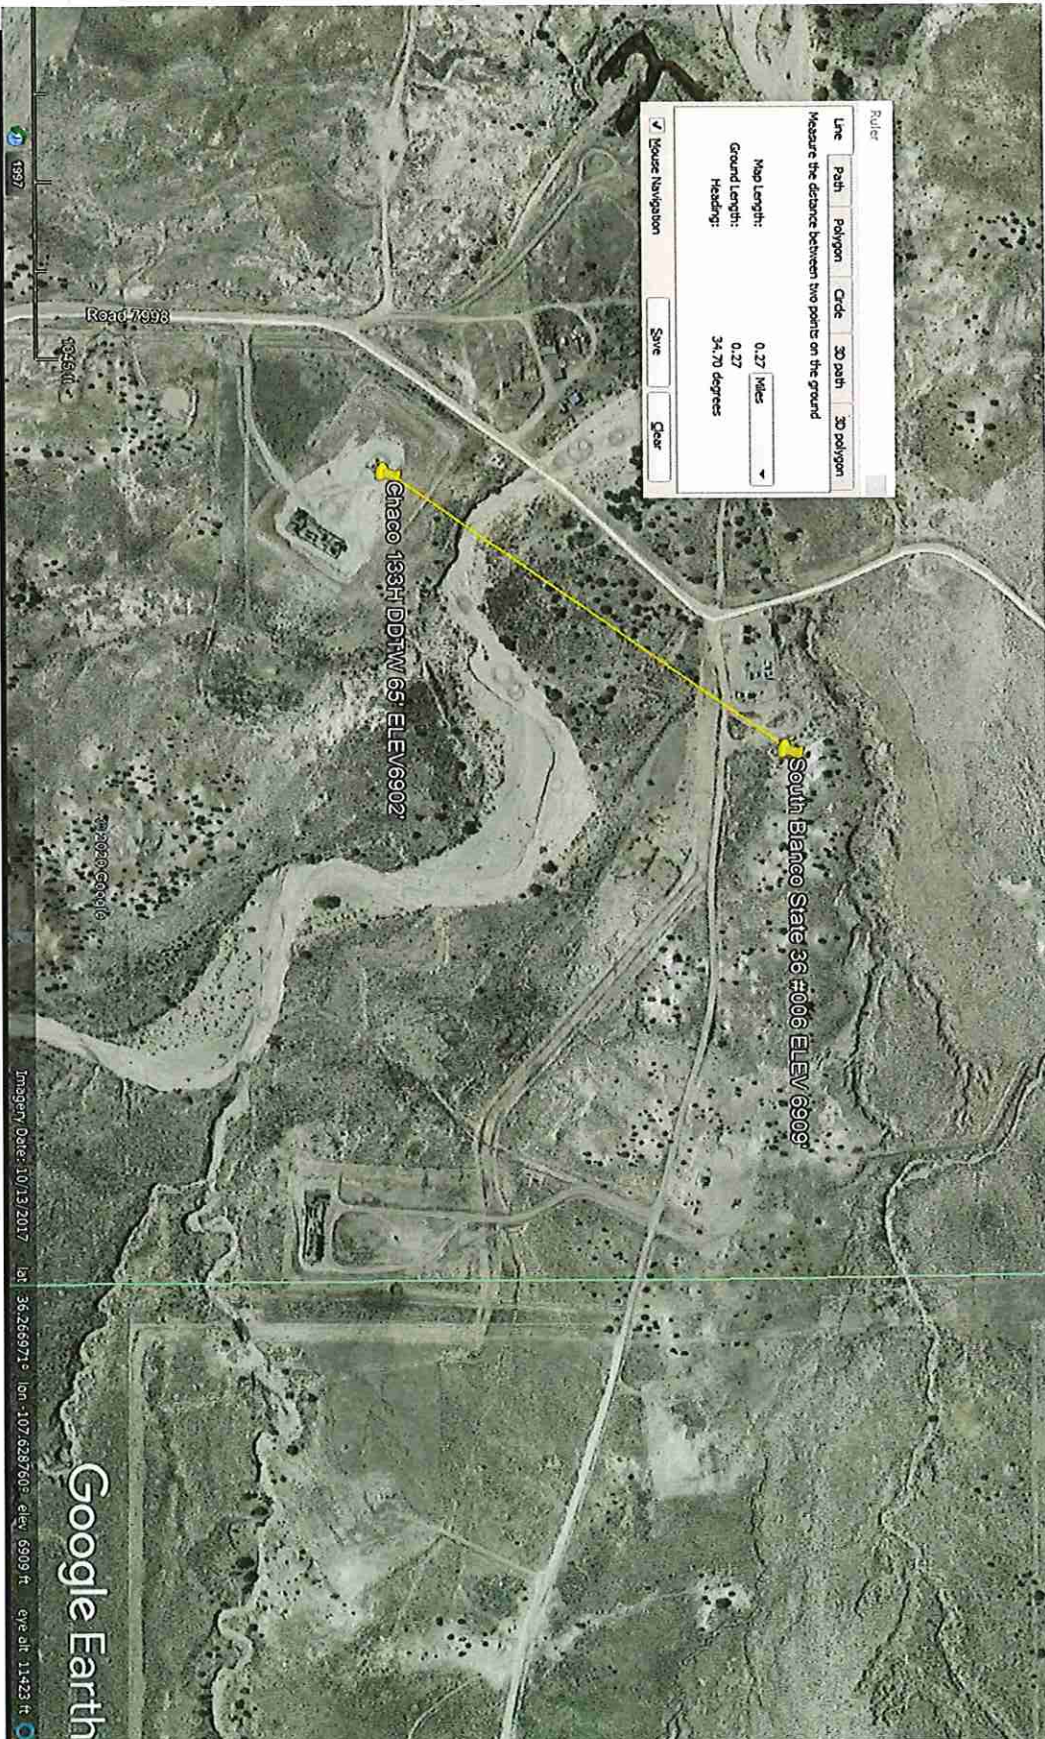 Ruler
Line Path Polygon Circle 3D path 3D polygon
Measure the distance between two points on the ground
Map Length: 0.27 Miles
Ground Length: 0.27
Heading: 34.70 degrees
Mouse Navigation Save Clear
South Blanco State 36 #006 ELEV 6909'
Chaco 133H DDTW 65' ELEV6902'
Road 7998
© 2020 Google
Google Earth
1997
Imagery Date: 10/13/2017 lat 36.266971° lon -107.628760° elev 6909 ft eye alt 11423 ft